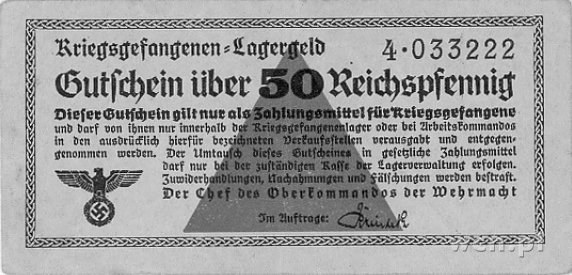 Kriegsgefangenen-Lagergeld 4·033222
Gutschein über 50 Reichspfennig
Dieser Gutschein gilt nur als Zahlungsmittel für Kriegsgefangene
und darf von ihnen nur innerhalb der Kriegsgefangenenlager oder bei Arbeitskommandos
in den ausdrücklich hierfür bezeichneten Verkaufsstellen verausgabt und entgegen-
genommen werden. Der Umtausch dieses Gutscheines in gesetzliche Zahlungsmittel
darf nur bei der zuständigen Kasse der Lagerverwaltung erfolgen.
Zuwiderhandlungen, Nachahmungen und Fälschungen werden bestraft.
Der Chef des Oberkommandos der Wehrmacht
Im Auftrage: